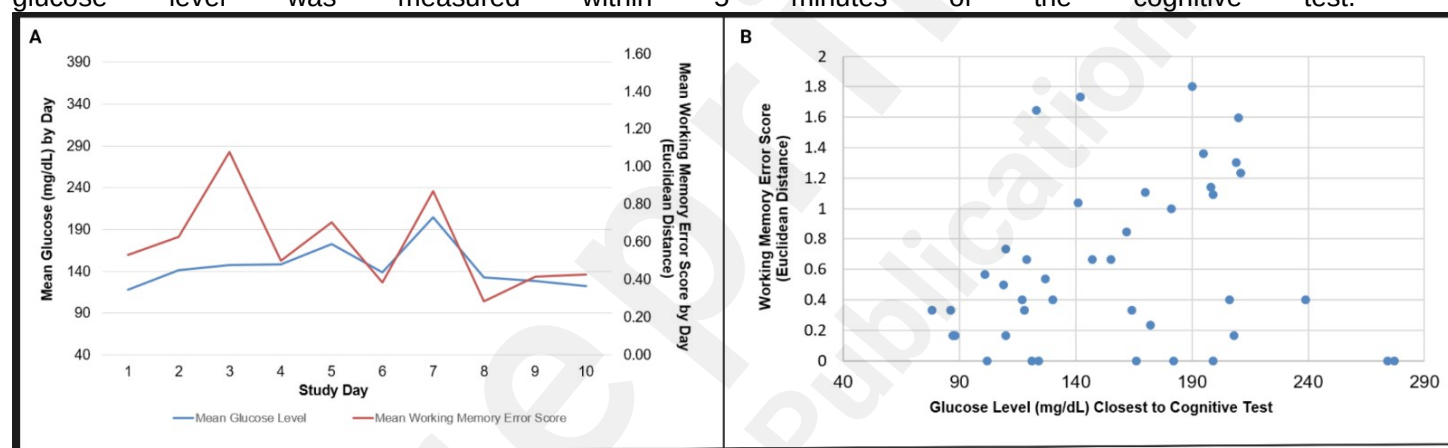 glucose level was measured within 5 minutes of the cognitive test.
A
390
340
290
240
190
140
90
40
Mean Glucose (mg/dL) by Day
1.60
1.40
1.20
1.00
0.80
0.60
0.40
0.20
0.00
Mean Working Memory Error Score by Day
(Euclidean Distance)
1 2 3 4 5 6 7 8 9 10
Study Day
Mean Glucose Level Mean Working Memory Error Score
B
2
1.8
1.6
1.4
1.2
1
0.8
0.6
0.4
0.2
0
Working Memory Error Score
(Euclidean Distance)
40 90 140 190 240 290
Glucose Level (mg/dL) Closest to Cognitive Test
Publication